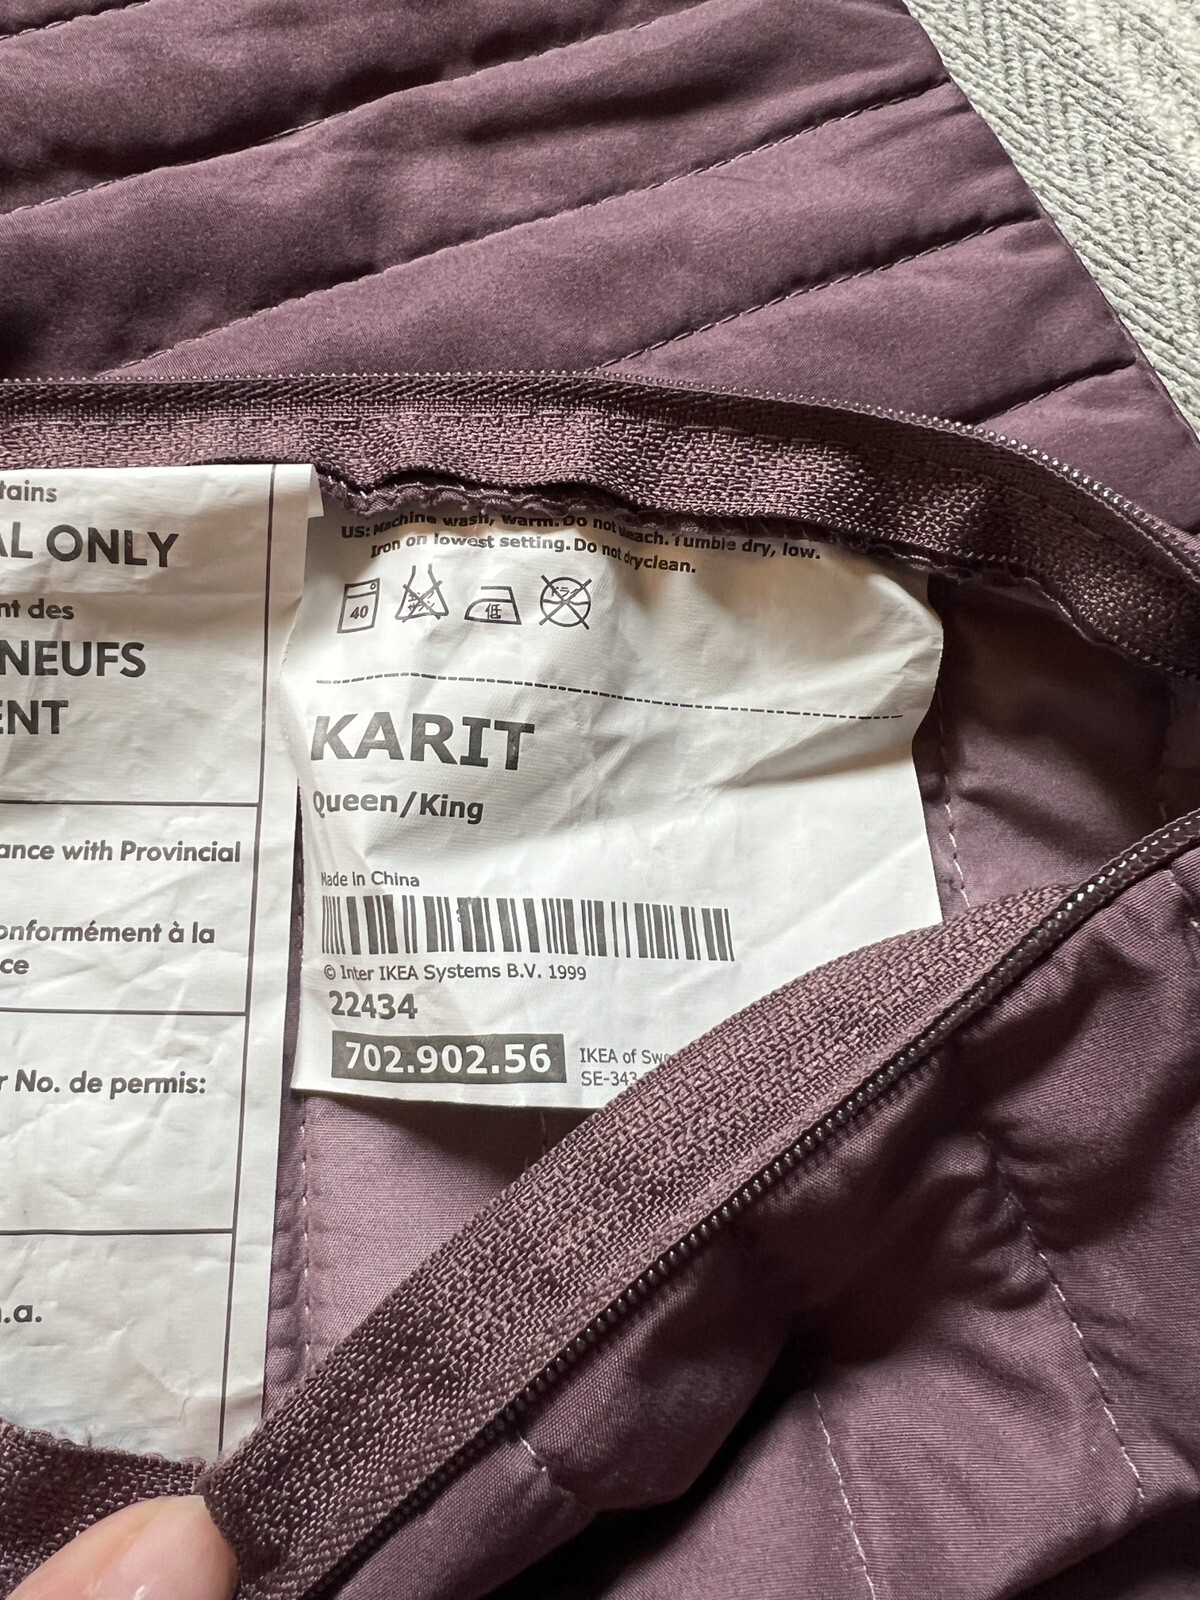 tains
AL ONLY
nt des
NEUFS
ENT
ance with Provincial
onformément à la
ce
r No. de permis:
.a.
US: Machine wash, warm. Do not bleach. Tumble dry, low.
Iron on lowest setting. Do not dryclean.
40
低
KARIT
Queen/King
Made in China
© Inter IKEA Systems B.V. 1999
22434
702.902.56
IKEA of Swe
SE-343